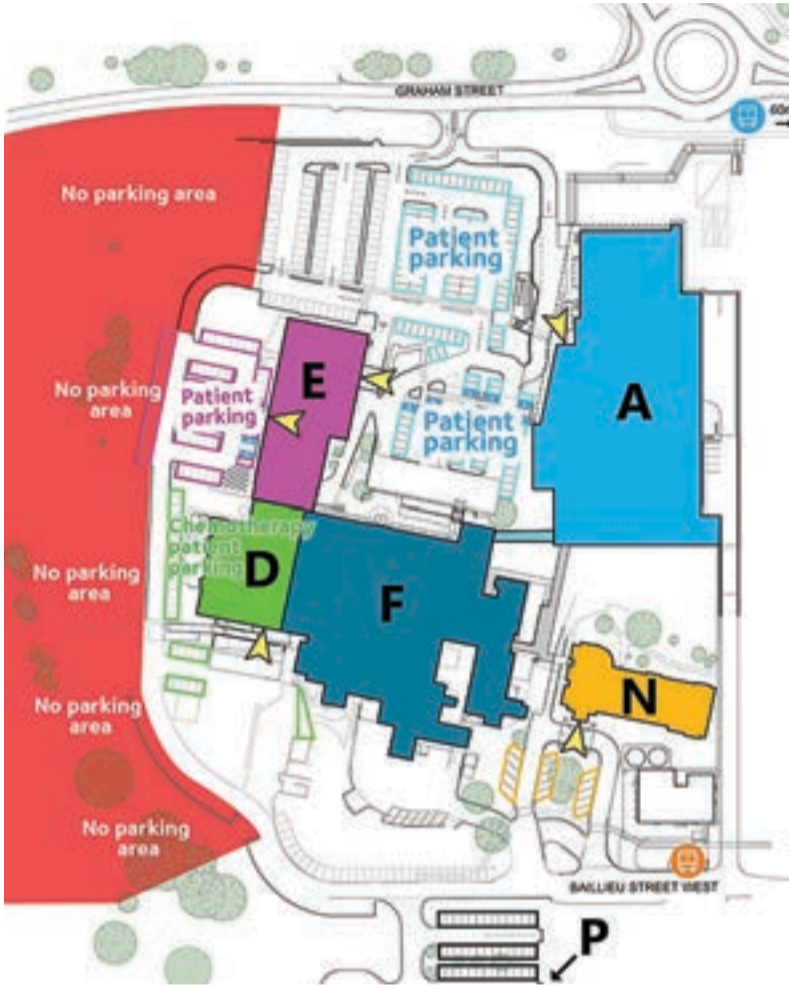 GRAHAM STREET
No parking area
Patient
parking
No parking
area
E
Patient
parking
A
Patient
parking
Chemotherapy
patient
parking
D
F
No parking
area
N
No parking
area
No parking
area
BAILLIEU STREET WEST
P